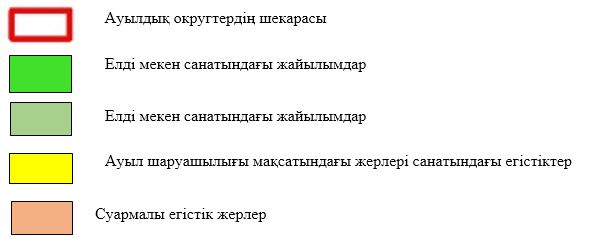 Ауылдық округтердің шекарасы
Елді мекен санатындағы жайылымдар
Елді мекен санатындағы жайылымдар
Ауыл шаруашылығы мақсатындағы жерлері санатындағы егістіктер
Суармалы егістік жерлер